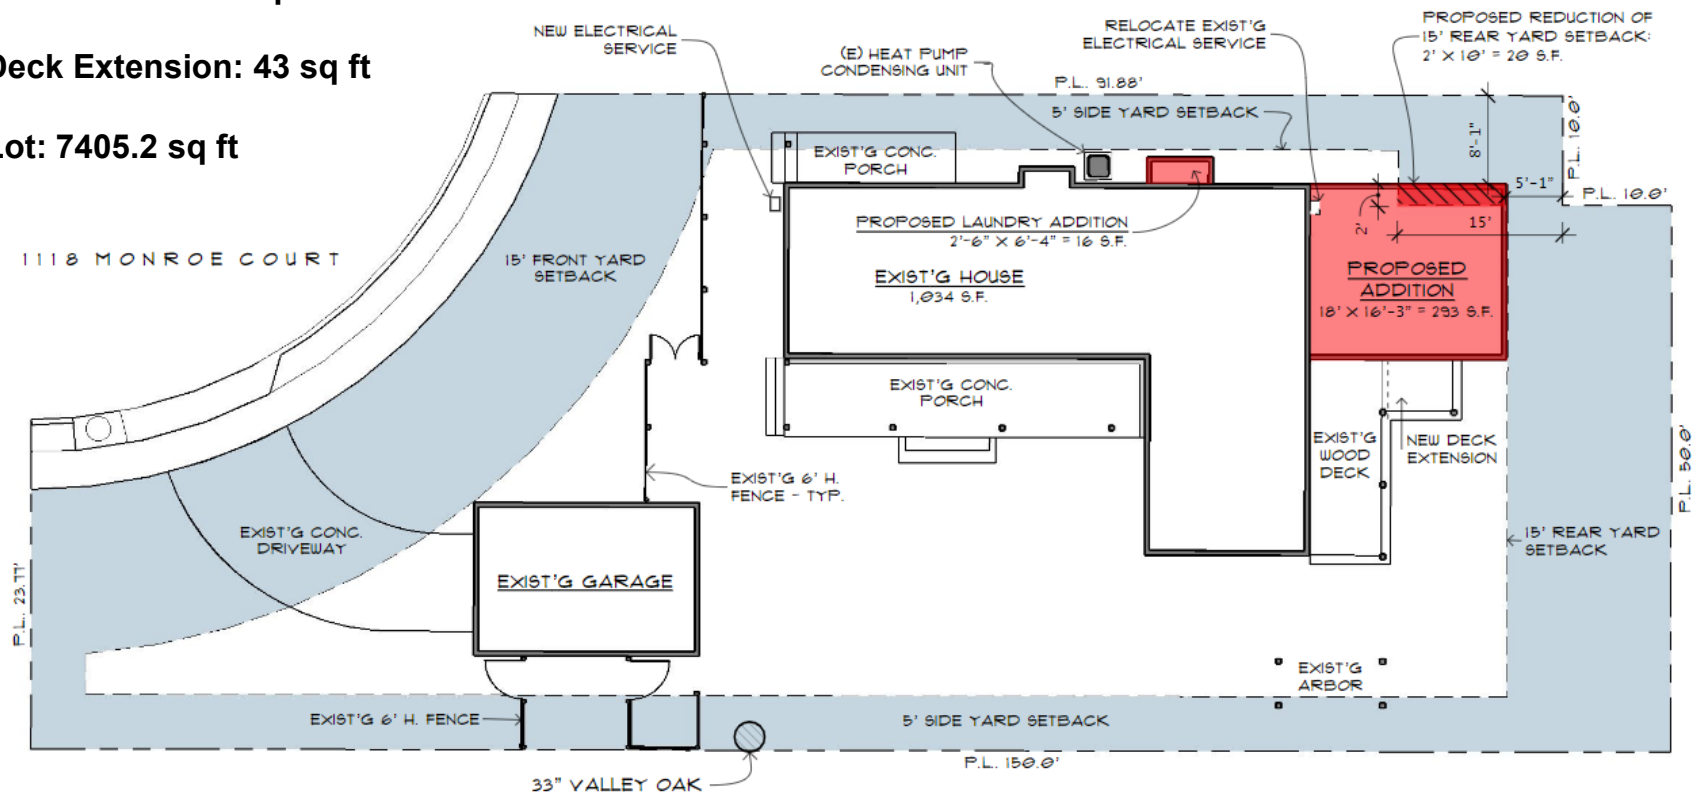 Deck Extension: 43 sq ft
Lot: 7405.2 sq ft
NEW ELECTRICAL
SERVICE
(E) HEAT PUMP
CONDENSING UNIT
RELOCATE EXIST'G
ELECTRICAL SERVICE
PROPOSED REDUCTION OF
15' REAR YARD SETBACK:
2' X 10' = 20 S.F.
P.L. 91.88'
5' SIDE YARD SETBACK
8'-1"
P.L. 10.0'
5'-1"
P.L. 10.0'
EXIST'G CONC.
PORCH
PROPOSED LAUNDRY ADDITION
2'-6" X 6'-4" = 16 S.F.
2'
15'
1118 MONROE COURT
15' FRONT YARD
SETBACK
EXIST'G HOUSE
1,034 S.F.
PROPOSED
ADDITION
18' X 16'-3" = 293 S.F.
EXIST'G CONC.
PORCH
EXIST'G
WOOD
DECK
NEW DECK
EXTENSION
P.L. 50.0'
EXIST'G 6' H.
FENCE - TYP.
EXIST'G CONC.
DRIVEWAY
15' REAR YARD
SETBACK
EXIST'G GARAGE
P.L. 23.77'
EXIST'G
ARBOR
EXIST'G 6' H. FENCE
5' SIDE YARD SETBACK
P.L. 150.0'
33" VALLEY OAK